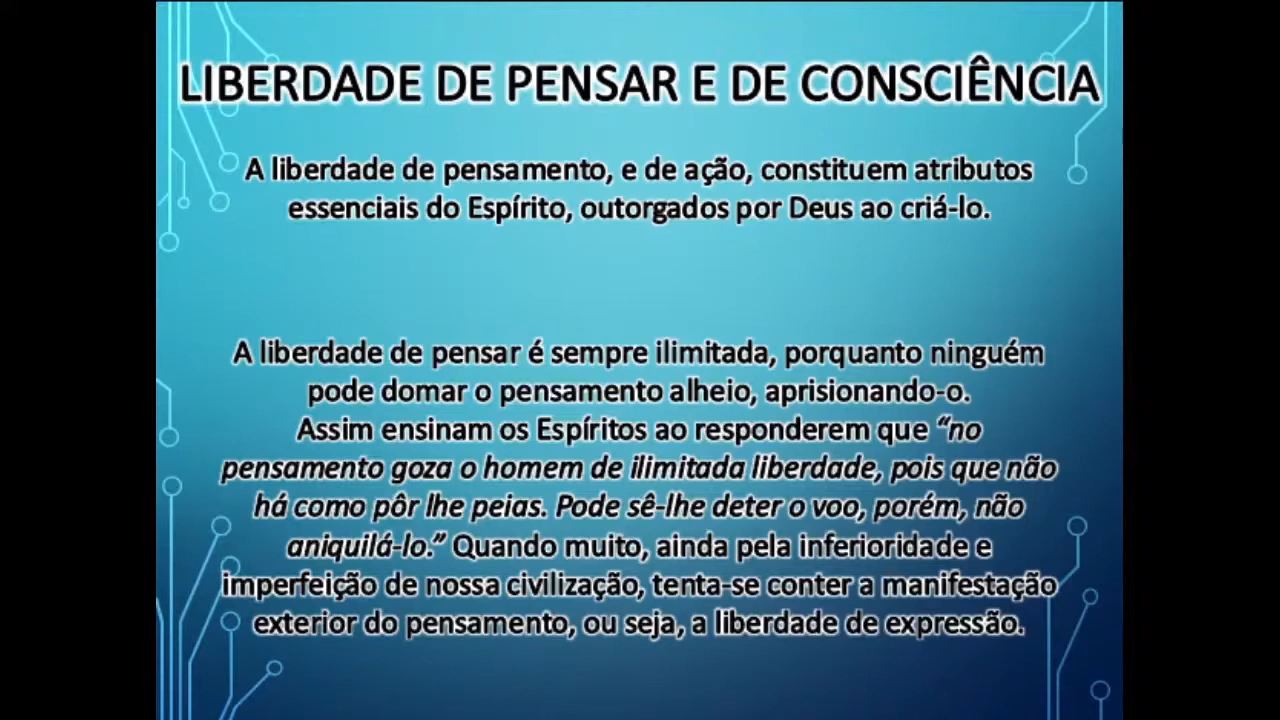 LIBERDADE DE PENSAR E DE CONSCIÊNCIA
A liberdade de pensamento, e de ação, constituem atributos
essenciais do Espírito, outorgados por Deus ao criá-lo.
A liberdade de pensar é sempre ilimitada, porquanto ninguém
pode domar o pensamento alheio, aprisionando-o.
Assim ensinam os Espíritos ao responderem que “no
pensamento goza o homem de ilimitada liberdade, pois que não
há como pôr lhe peias. Pode sê-lhe deter o voo, porém, não
aniquilá-lo.” Quando muito, ainda pela inferioridade e
imperfeição de nossa civilização, tenta-se conter a manifestação
exterior do pensamento, ou seja, a liberdade de expressão.